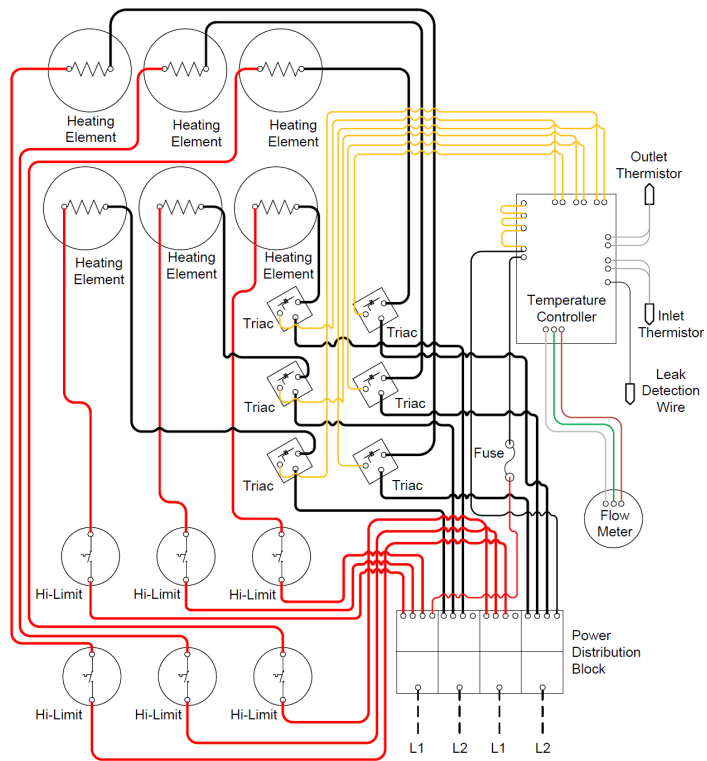 Heating
Element
Heating
Element
Heating
Element
Outlet
Thermistor
Heating
Element
Heating
Element
Heating
Element
Temperature
Controller
Triac
Triac
Inlet
Thermistor
Leak
Detection
Wire
Triac
Triac
Fuse
Triac
Triac
Flow
Meter
Hi-Limit
Hi-Limit
Hi-Limit
Power
Distribution
Block
Hi-Limit
Hi-Limit
Hi-Limit
L1
L2
L1
L2